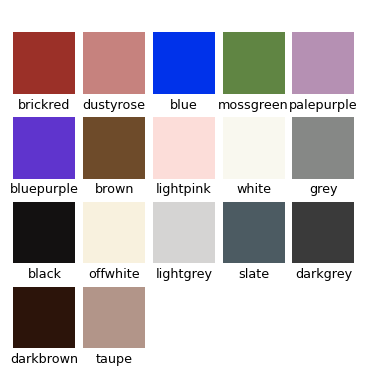 brickred dustyrose blue mossgreen palepurple
bluepurple brown lightpink white grey
black offwhite lightgrey slate darkgrey
darkbrown taupe